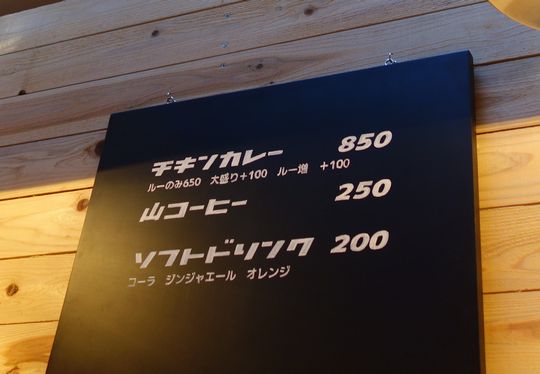 チキンカレー 850
ルーのみ650 大盛り+100 ルー増 +100
山コーヒー 250
ソフトドリンク 200
コーラ ジンジャエール オレンジ